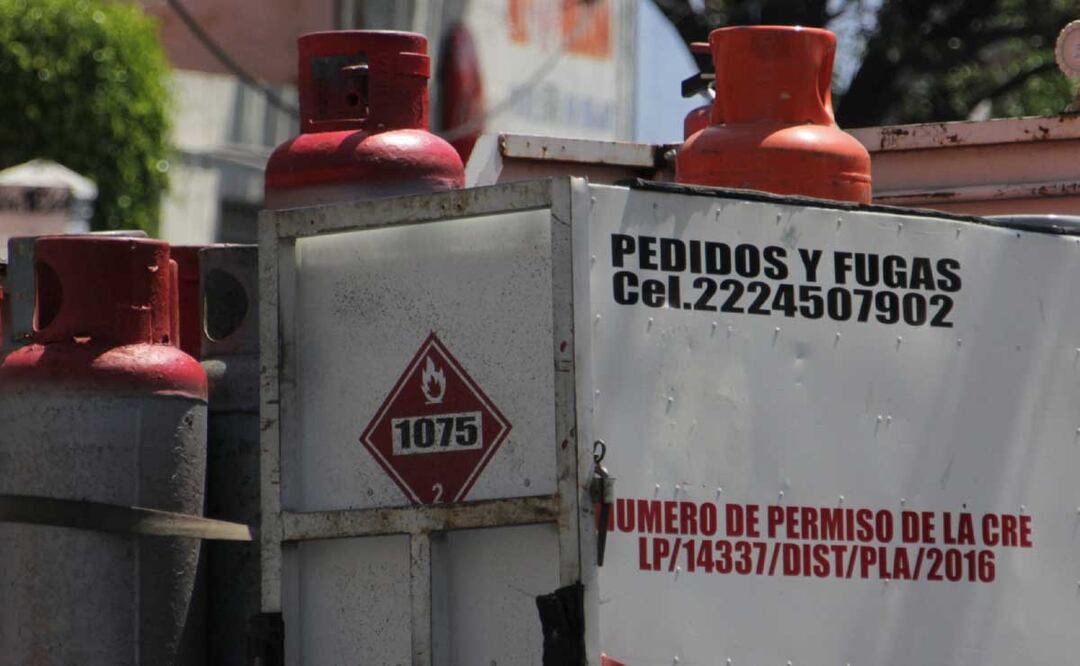 PEDIDOS Y FUGAS
Cel.2224507902
1075
2
NUMERO DE PERMISO DE LA CRE
LP/14337/DIST/PLA/2016